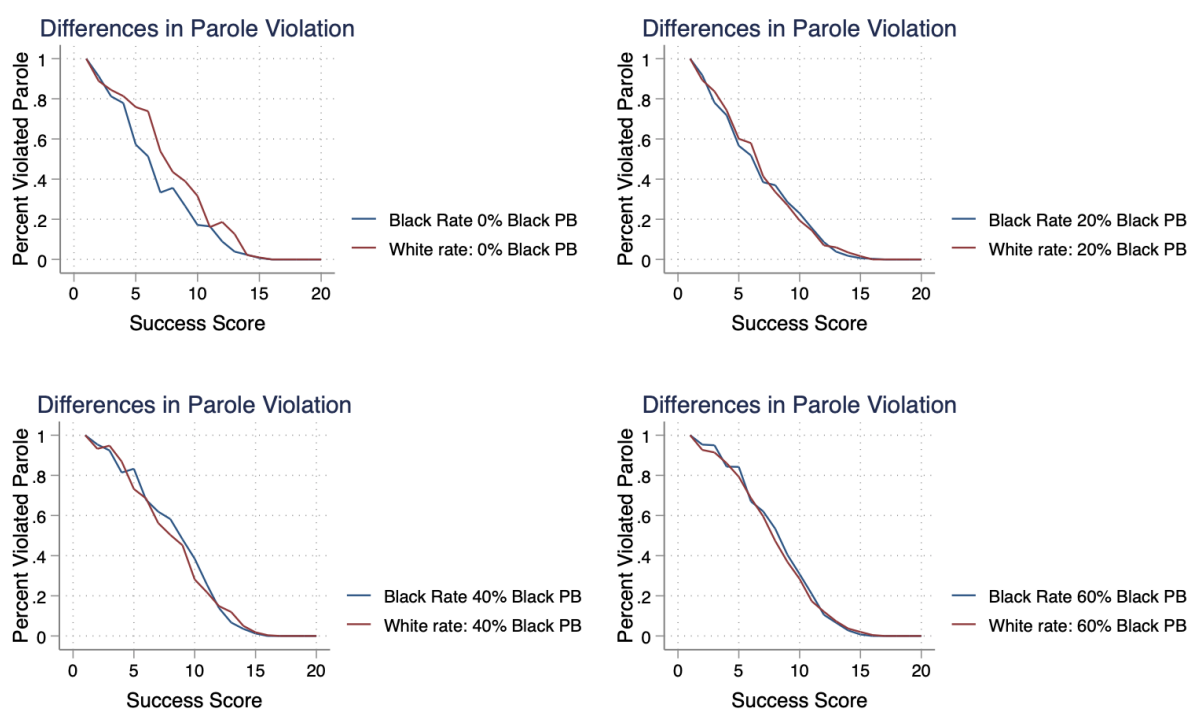 Differences in Parole Violation
Percent Violated Parole
1
.8
.6
.4
.2
0
0 5 10 15 20
Success Score
Black Rate 0% Black PB
White rate: 0% Black PB
Differences in Parole Violation
Percent Violated Parole
1
.8
.6
.4
.2
0
0 5 10 15 20
Success Score
Black Rate 20% Black PB
White rate: 20% Black PB
Differences in Parole Violation
Percent Violated Parole
1
.8
.6
.4
.2
0
0 5 10 15 20
Success Score
Black Rate 40% Black PB
White rate: 40% Black PB
Differences in Parole Violation
Percent Violated Parole
1
.8
.6
.4
.2
0
0 5 10 15 20
Success Score
Black Rate 60% Black PB
White rate: 60% Black PB